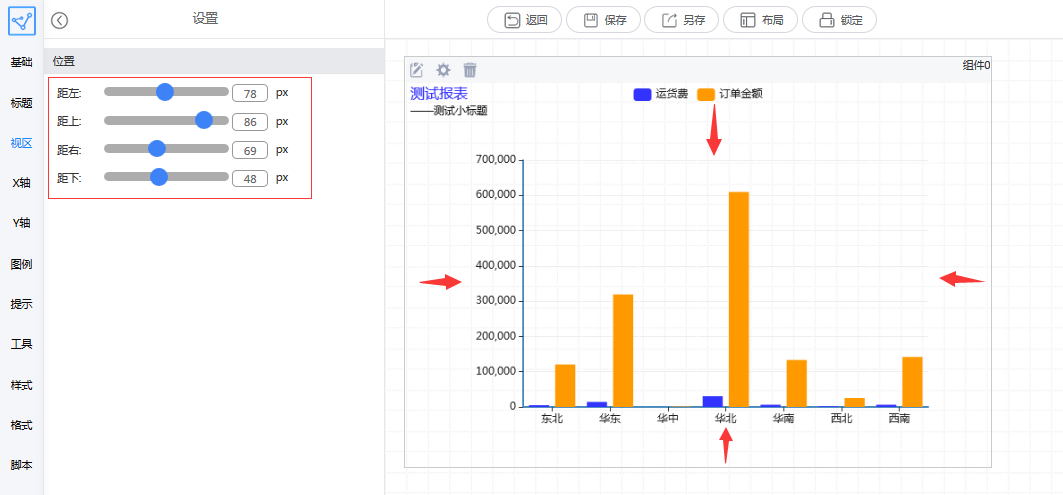 设置
返回
保存
另存
布局
锁定
基础
标题
视区
X轴
Y轴
图例
提示
工具
样式
格式
脚本
位置
距左: 78 px
距上: 86 px
距右: 69 px
距下: 48 px
组件0
测试报表
——测试小标题
运货费
订单金额
700,000
600,000
500,000
400,000
300,000
200,000
100,000
0
东北
华东
华中
华北
华南
西北
西南